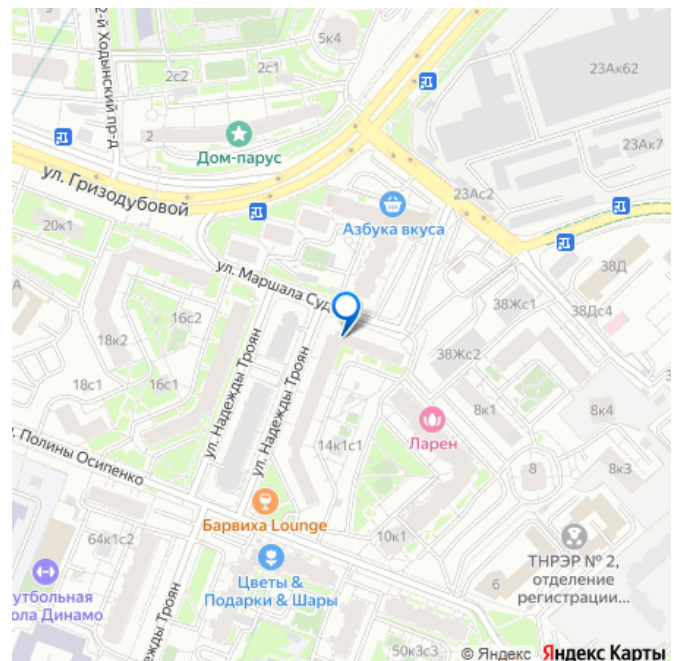 2-й Ходынский пр-д
5к4
2с2
2с1
23Ак62
2
Дом-парус
23Ак7
ул. Гризодубовой
23Ас2
20к1
Азбука вкуса
38Д
ул. Маршала Суд
16с2
38Жс1
38Дс4
18к2
ул. Надежды Троян
ул. Надежды Троян
38Жс2
18с1
16с1
8к1
8к4
14к1с1
Ларен
. Полины Осипенко
8
8к3
Барвиха Lounge
10к1
64к1с2
Цветы &
Подарки & Шары
ТНРЭР № 2,
отделение
регистрации...
6
утбольная
ола Динамо
жды Троян
50к3с3
© Яндекс Яндекс Карты